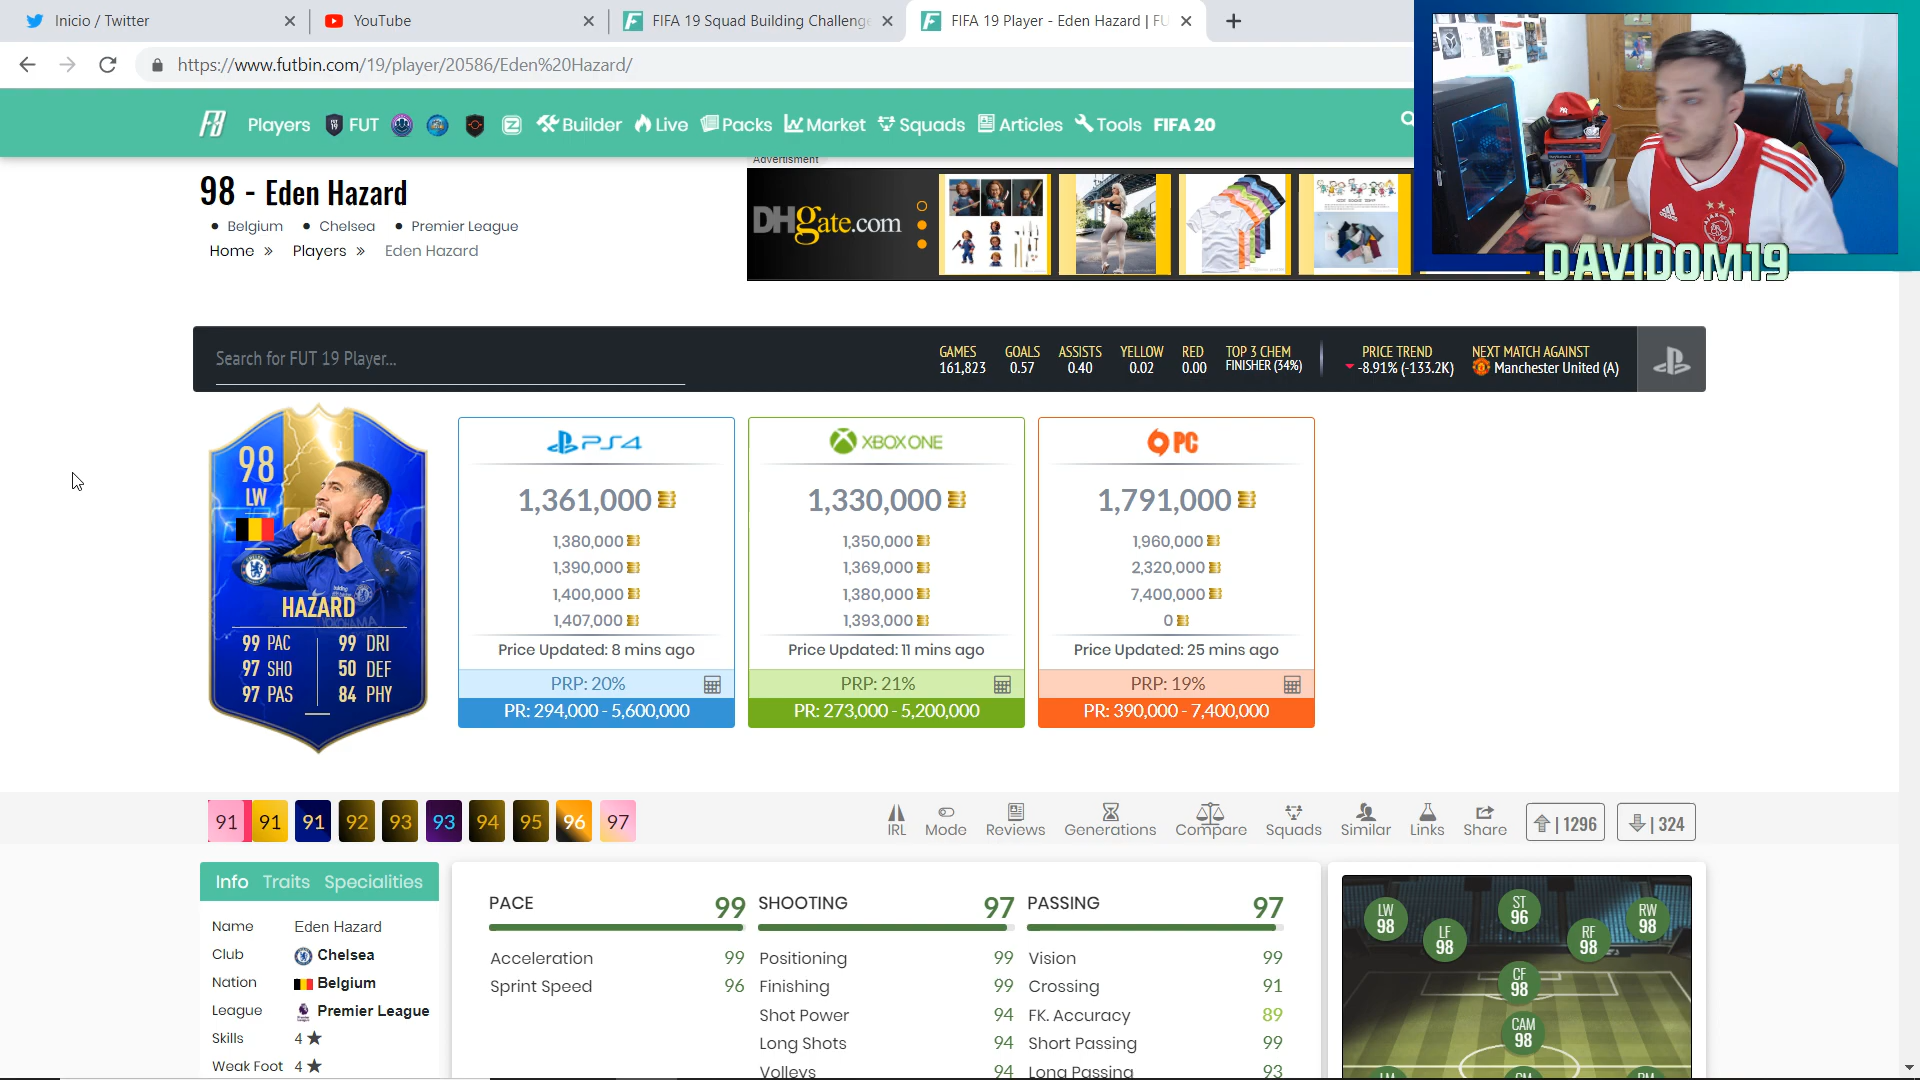 Inicio / Twitter
YouTube
FIFA 19 Squad Building Challenge
FIFA 19 Player - Eden Hazard | FU
https://www.futbin.com/19/player/20586/Eden%20Hazard/
FB Players FUT Builder Live Packs Market Squads Articles Tools FIFA 20
98 - Eden Hazard
Belgium Chelsea Premier League
Home » Players » Eden Hazard
Advertisment
DHgate.com
DAVIDOM19
Search for FUT 19 Player...
GAMES GOALS ASSISTS YELLOW RED TOP 3 CHEM PRICE TREND NEXT MATCH AGAINST
161,823 0.57 0.40 0.02 0.00 FINISHER (34%) -8.91% (-133.2K) Manchester United (A)
98
LW
HAZARD
99 PAC 99 DRI
97 SHO 50 DEF
97 PAS 84 PHY
PS4
1,361,000
1,380,000
1,390,000
1,400,000
1,407,000
Price Updated: 8 mins ago
PRP: 20%
PR: 294,000 - 5,600,000
XBOX ONE
1,330,000
1,350,000
1,369,000
1,380,000
1,393,000
Price Updated: 11 mins ago
PRP: 21%
PR: 273,000 - 5,200,000
PC
1,791,000
1,960,000
2,320,000
7,400,000
0
Price Updated: 25 mins ago
PRP: 19%
PR: 390,000 - 7,400,000
91 91 91 92 93 93 94 95 96 97
IRL Mode Reviews Generations Compare Squads Similar Links Share | 1296 | 324
Info Traits Specialities
Name Eden Hazard
Club Chelsea
Nation Belgium
League Premier League
Skills 4
Weak Foot 4
PACE 99
Acceleration 99
Sprint Speed 96
SHOOTING 97
Positioning 99
Finishing 99
Shot Power 94
Long Shots 94
Volleys 94
PASSING 97
Vision 99
Crossing 91
FK. Accuracy 89
Short Passing 99
Long Passing 93
LW 98
ST 96
RW 98
LF 98
RF 98
CF 98
CAM 98